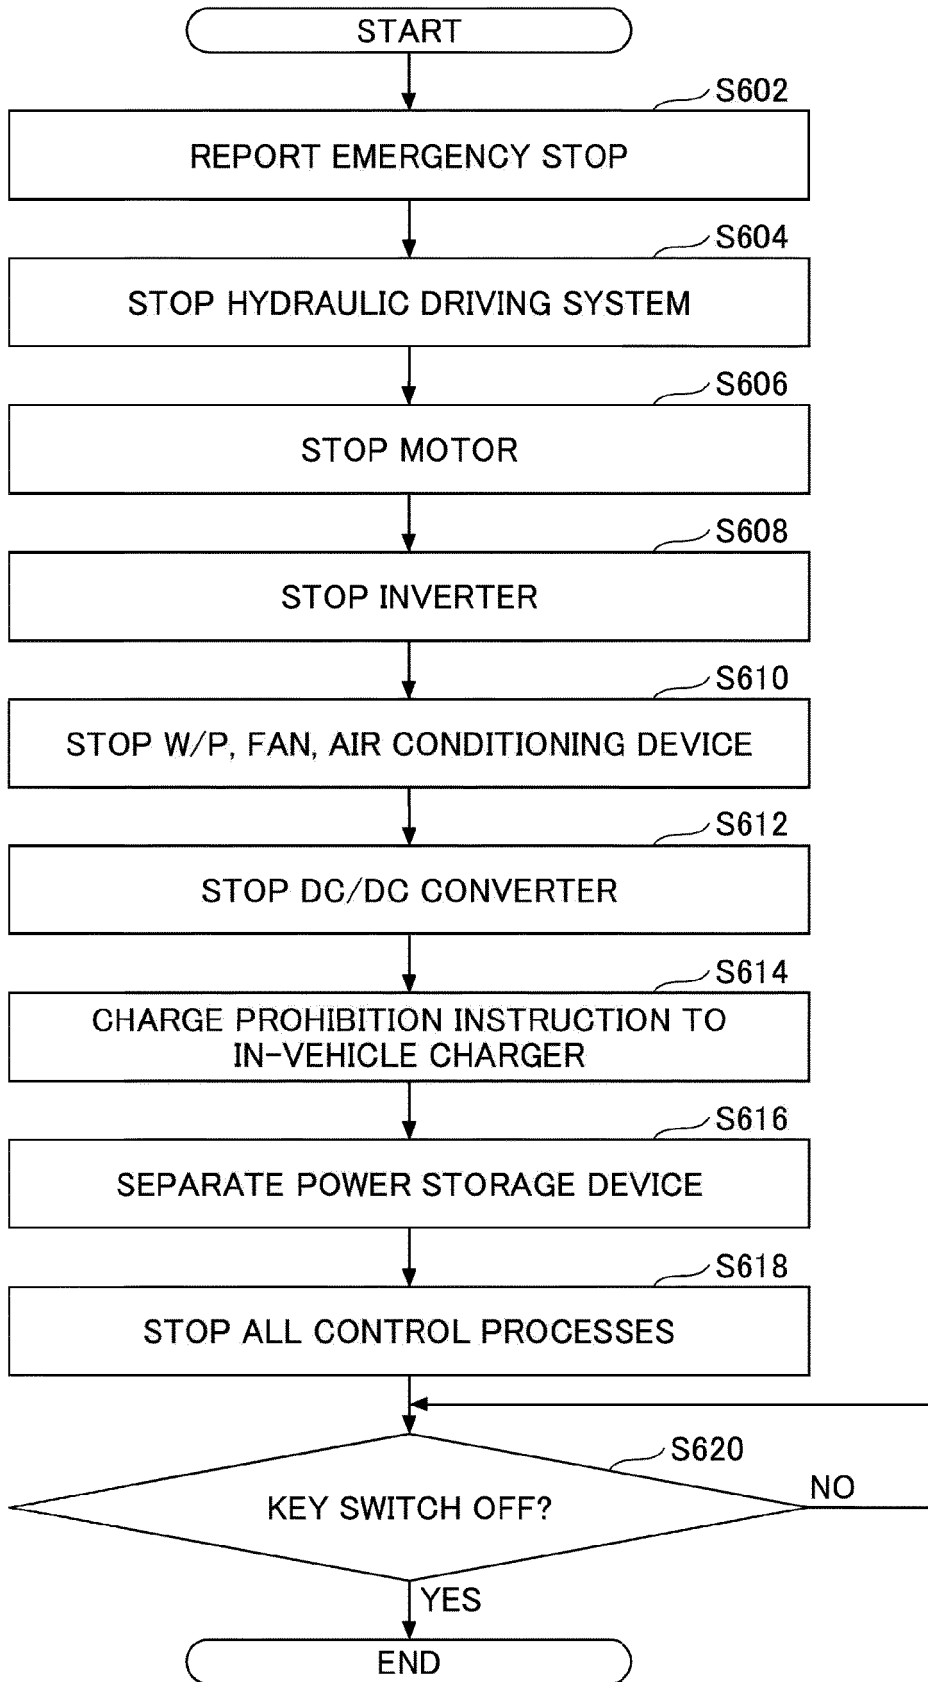 START
S602
REPORT EMERGENCY STOP
S604
STOP HYDRAULIC DRIVING SYSTEM
S606
STOP MOTOR
S608
STOP INVERTER
S610
STOP W/P, FAN, AIR CONDITIONING DEVICE
S612
STOP DC/DC CONVERTER
S614
CHARGE PROHIBITION INSTRUCTION TO
IN-VEHICLE CHARGER
S616
SEPARATE POWER STORAGE DEVICE
S618
STOP ALL CONTROL PROCESSES
S620
KEY SWITCH OFF?
NO
YES
END